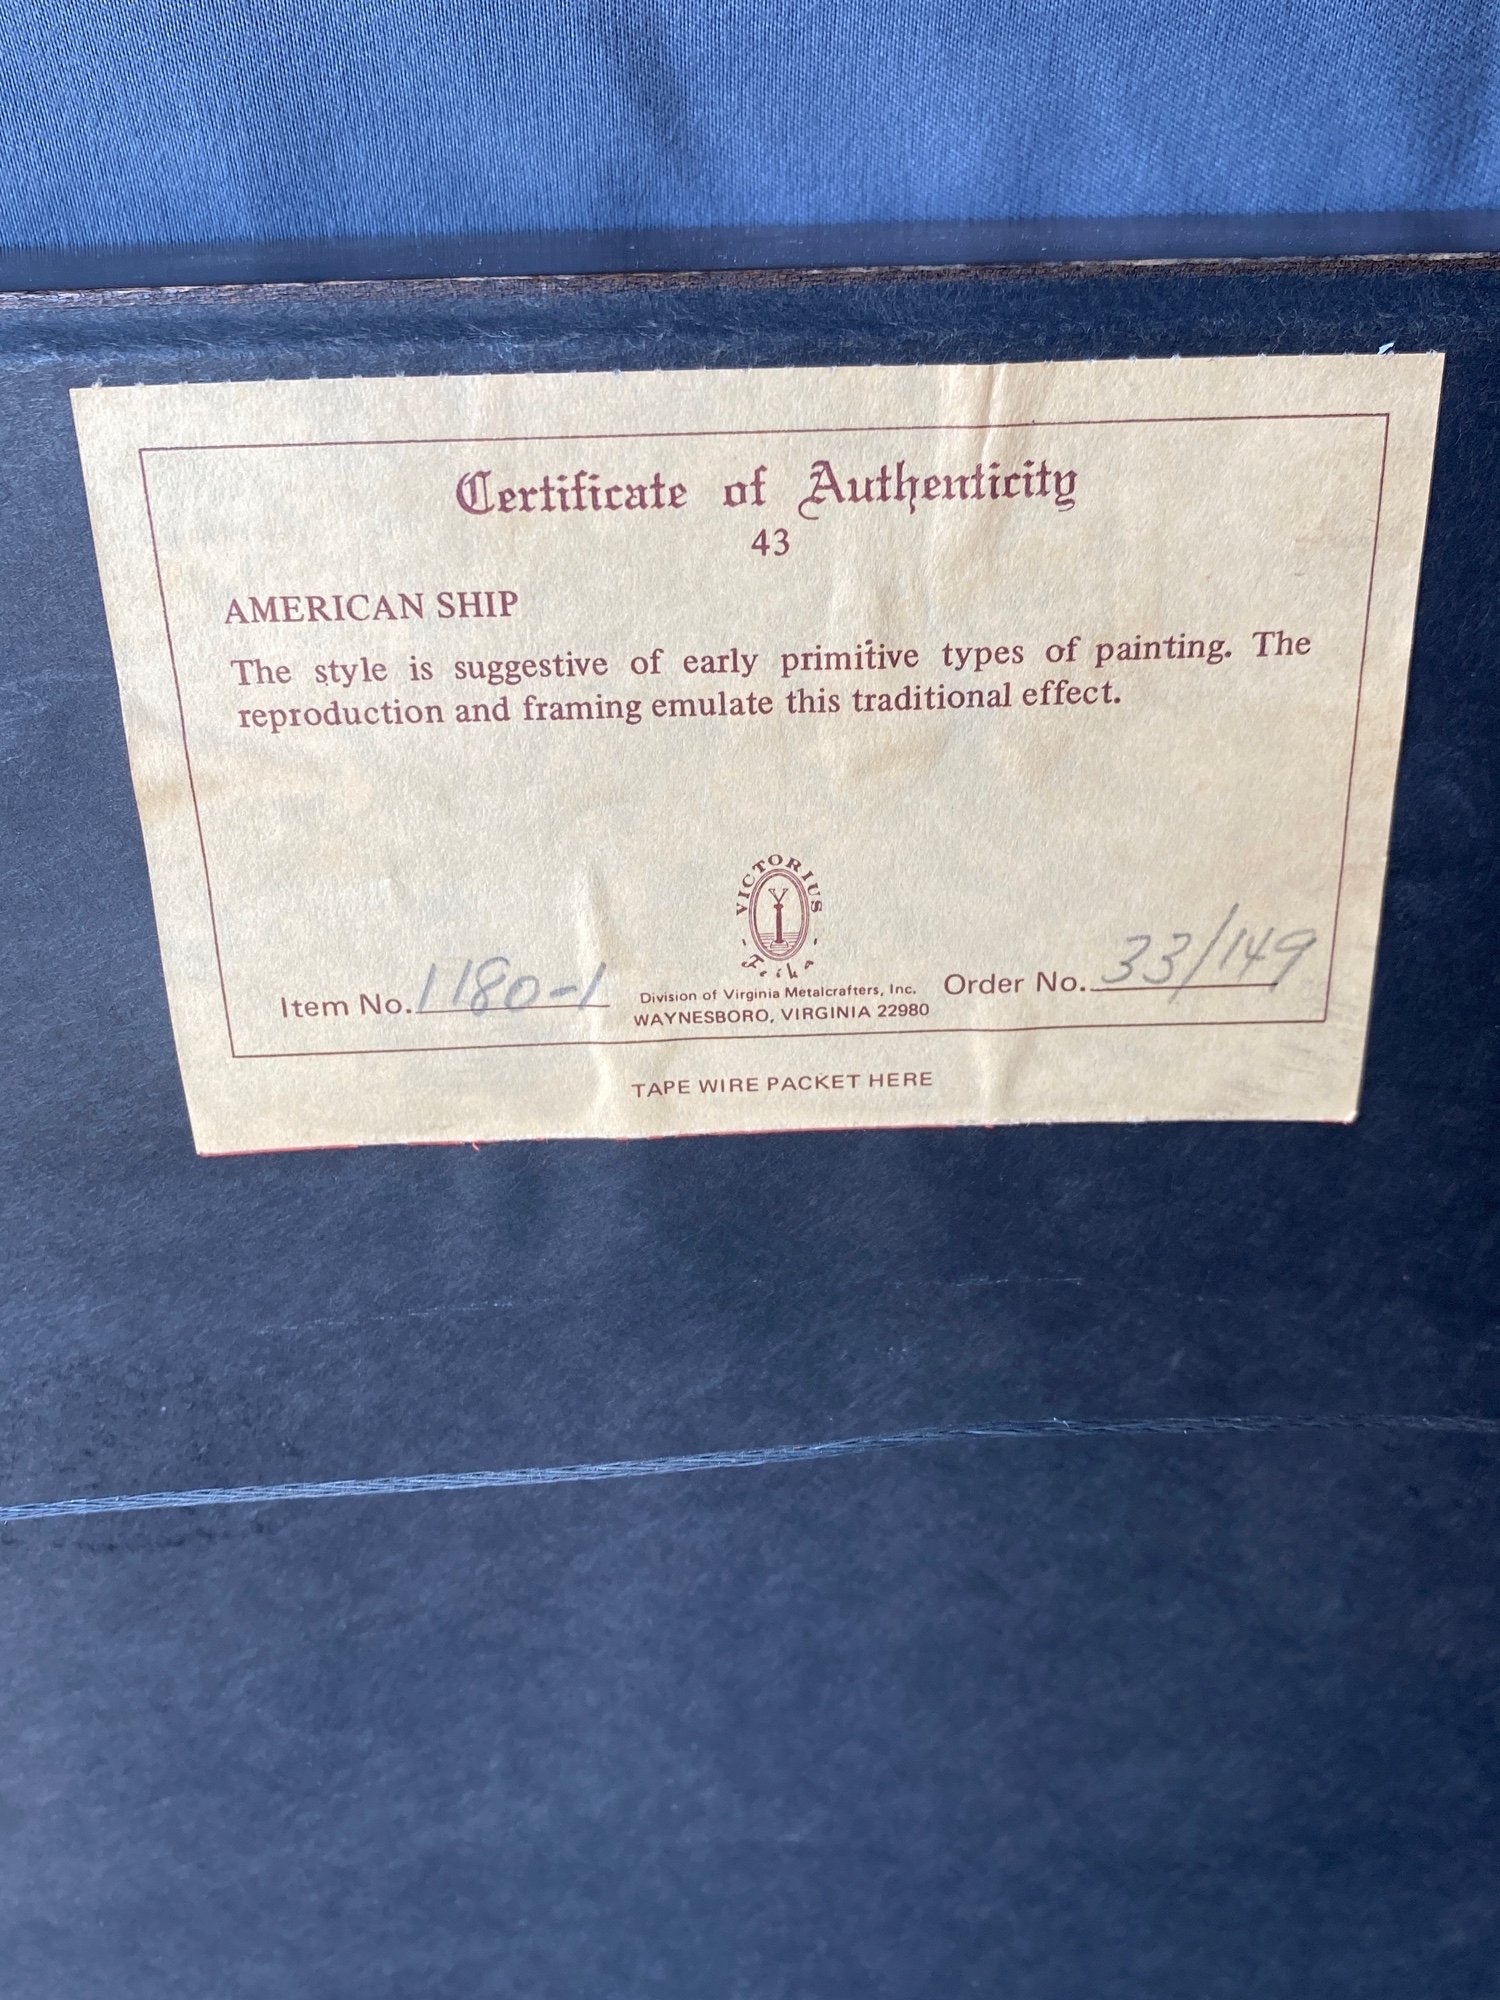 Certificate of Authenticity
43
AMERICAN SHIP
The style is suggestive of early primitive types of painting. The
reproduction and framing emulate this traditional effect.
VICTORIUS
Y
Item No. 1180-1
Division of Virginia Metalcrafters, Inc.
WAYNESBORO, VIRGINIA 22980
Order No. 33/149
TAPE WIRE PACKET HERE